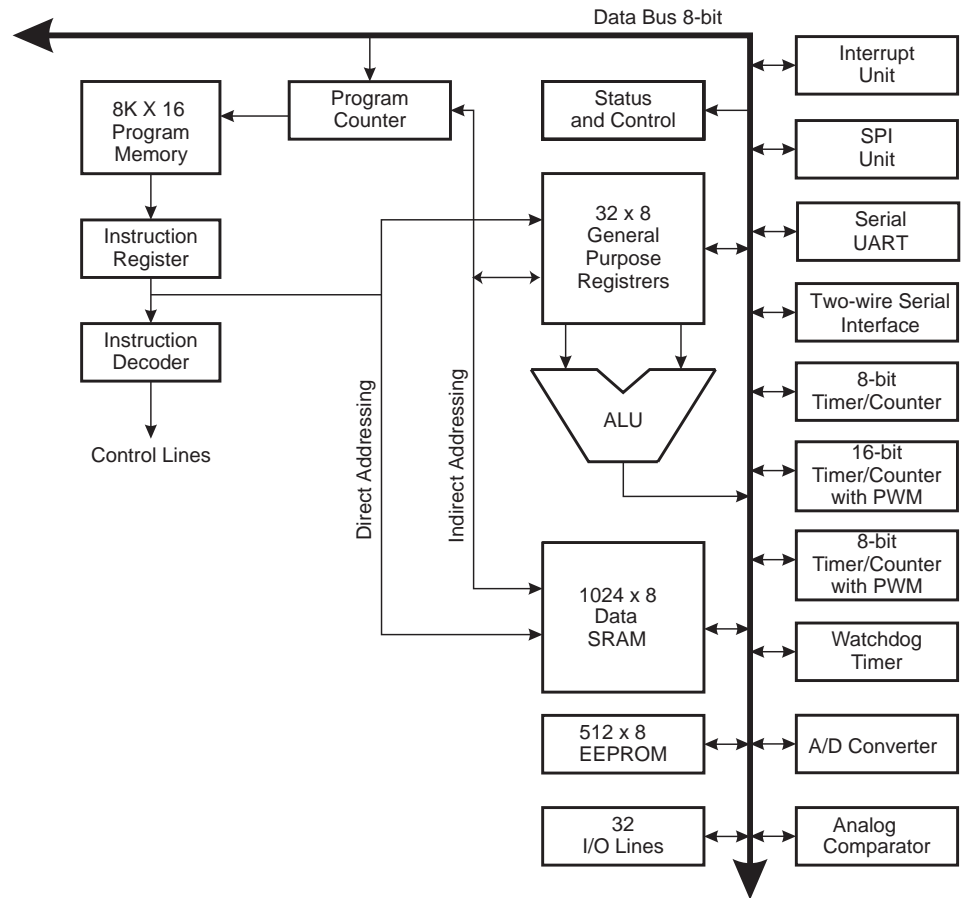 Data Bus 8-bit
8K X 16
Program
Memory
Program
Counter
Status
and Control
Interrupt
Unit
SPI
Unit
Instruction
Register
32 x 8
General
Purpose
Registrers
Serial
UART
Two-wire Serial
Interface
Instruction
Decoder
8-bit
Timer/Counter
Control Lines
Direct Addressing
Indirect Addressing
ALU
16-bit
Timer/Counter
with PWM
8-bit
Timer/Counter
with PWM
1024 x 8
Data
SRAM
Watchdog
Timer
512 x 8
EEPROM
A/D Converter
32
I/O Lines
Analog
Comparator